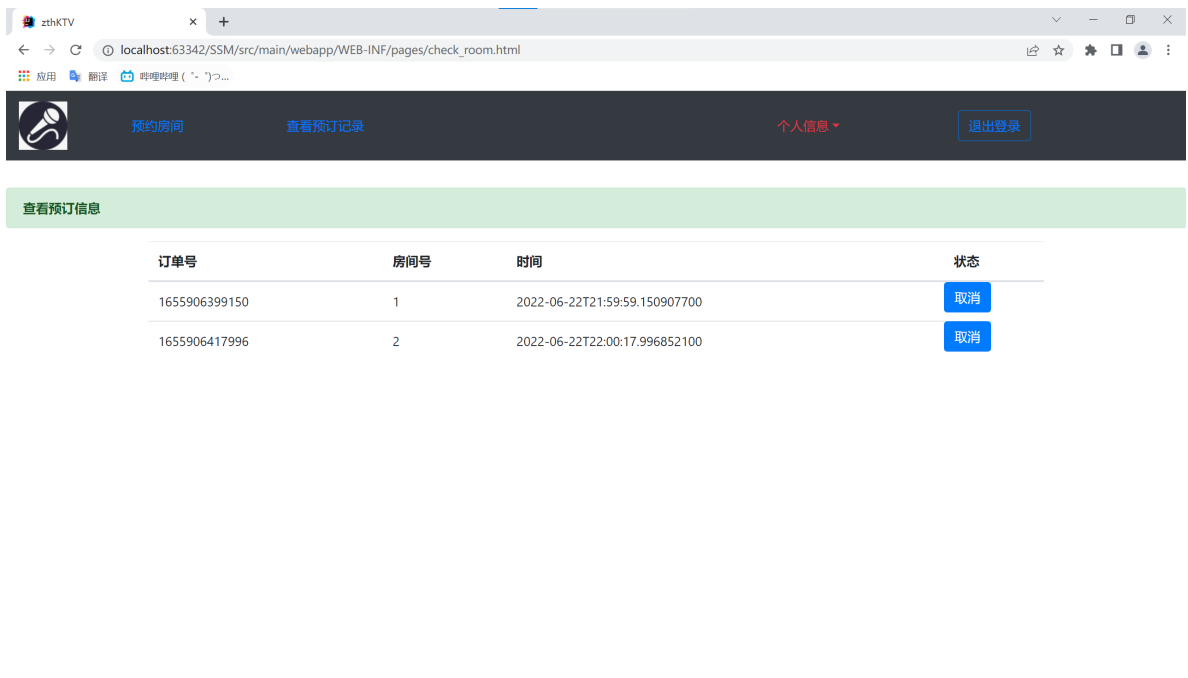 zthKTV
localhost:63342/SSM/src/main/webapp/WEB-INF/pages/check_room.html
应用 翻译 哔哩哔哩 ( ゜- ゜)つ...
预约房间 查看预订记录 个人信息 退出登录
查看预订信息
订单号 房间号 时间 状态
1655906399150 1 2022-06-22T21:59:59.150907700 取消
1655906417996 2 2022-06-22T22:00:17.996852100 取消